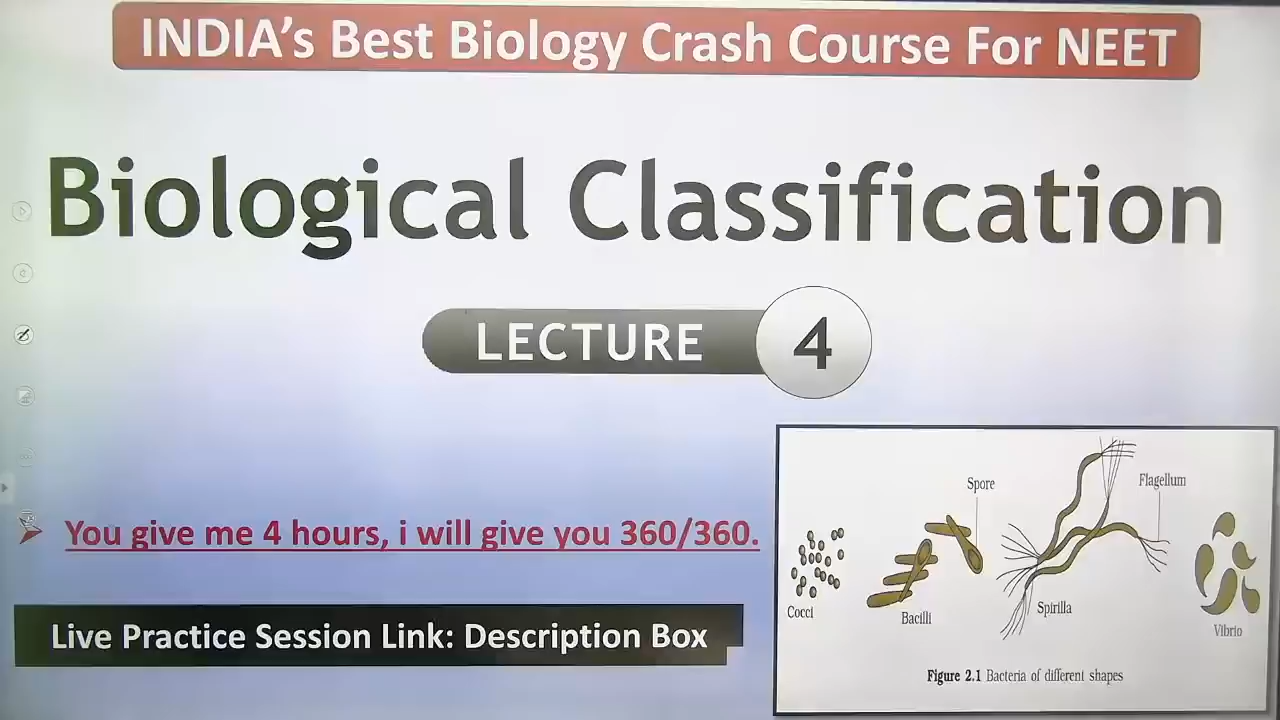 INDIA's Best Biology Crash Course For NEET
Biological Classification
LECTURE 4
You give me 4 hours, i will give you 360/360.
Live Practice Session Link: Description Box
Spore
Flagellum
Cocci
Bacilli
Spirilla
Vibrio
Figure 2.1 Bacteria of different shapes